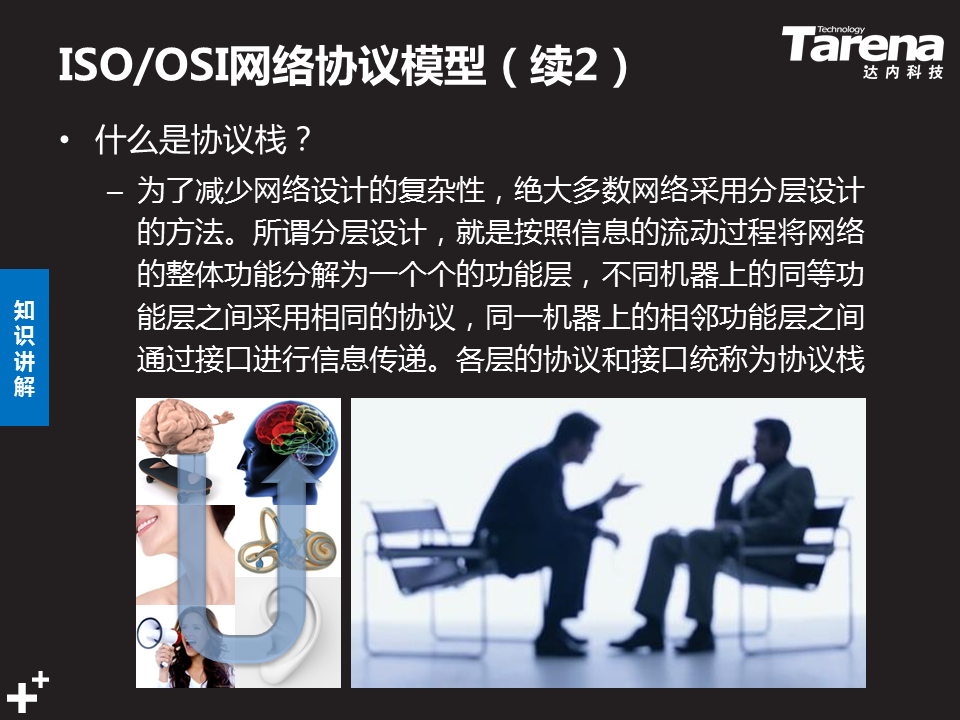 ISO/OSI网络协议模型（续2）
Technology
Tarena
达内科技
• 什么是协议栈？
– 为了减少网络设计的复杂性，绝大多数网络采用分层设计
的方法。所谓分层设计，就是按照信息的流动过程将网络
的整体功能分解为一个个的功能层，不同机器上的同等功
能层之间采用相同的协议，同一机器上的相邻功能层之间
通过接口进行信息传递。各层的协议和接口统称为协议栈
知
识
讲
解